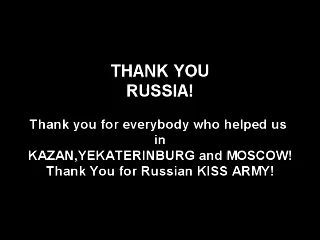 THANK YOU
RUSSIA!
Thank you for everybody who helped us
in
KAZAN,YEKATERINBURG and MOSCOW!
Thank You for Russian KISS ARMY!